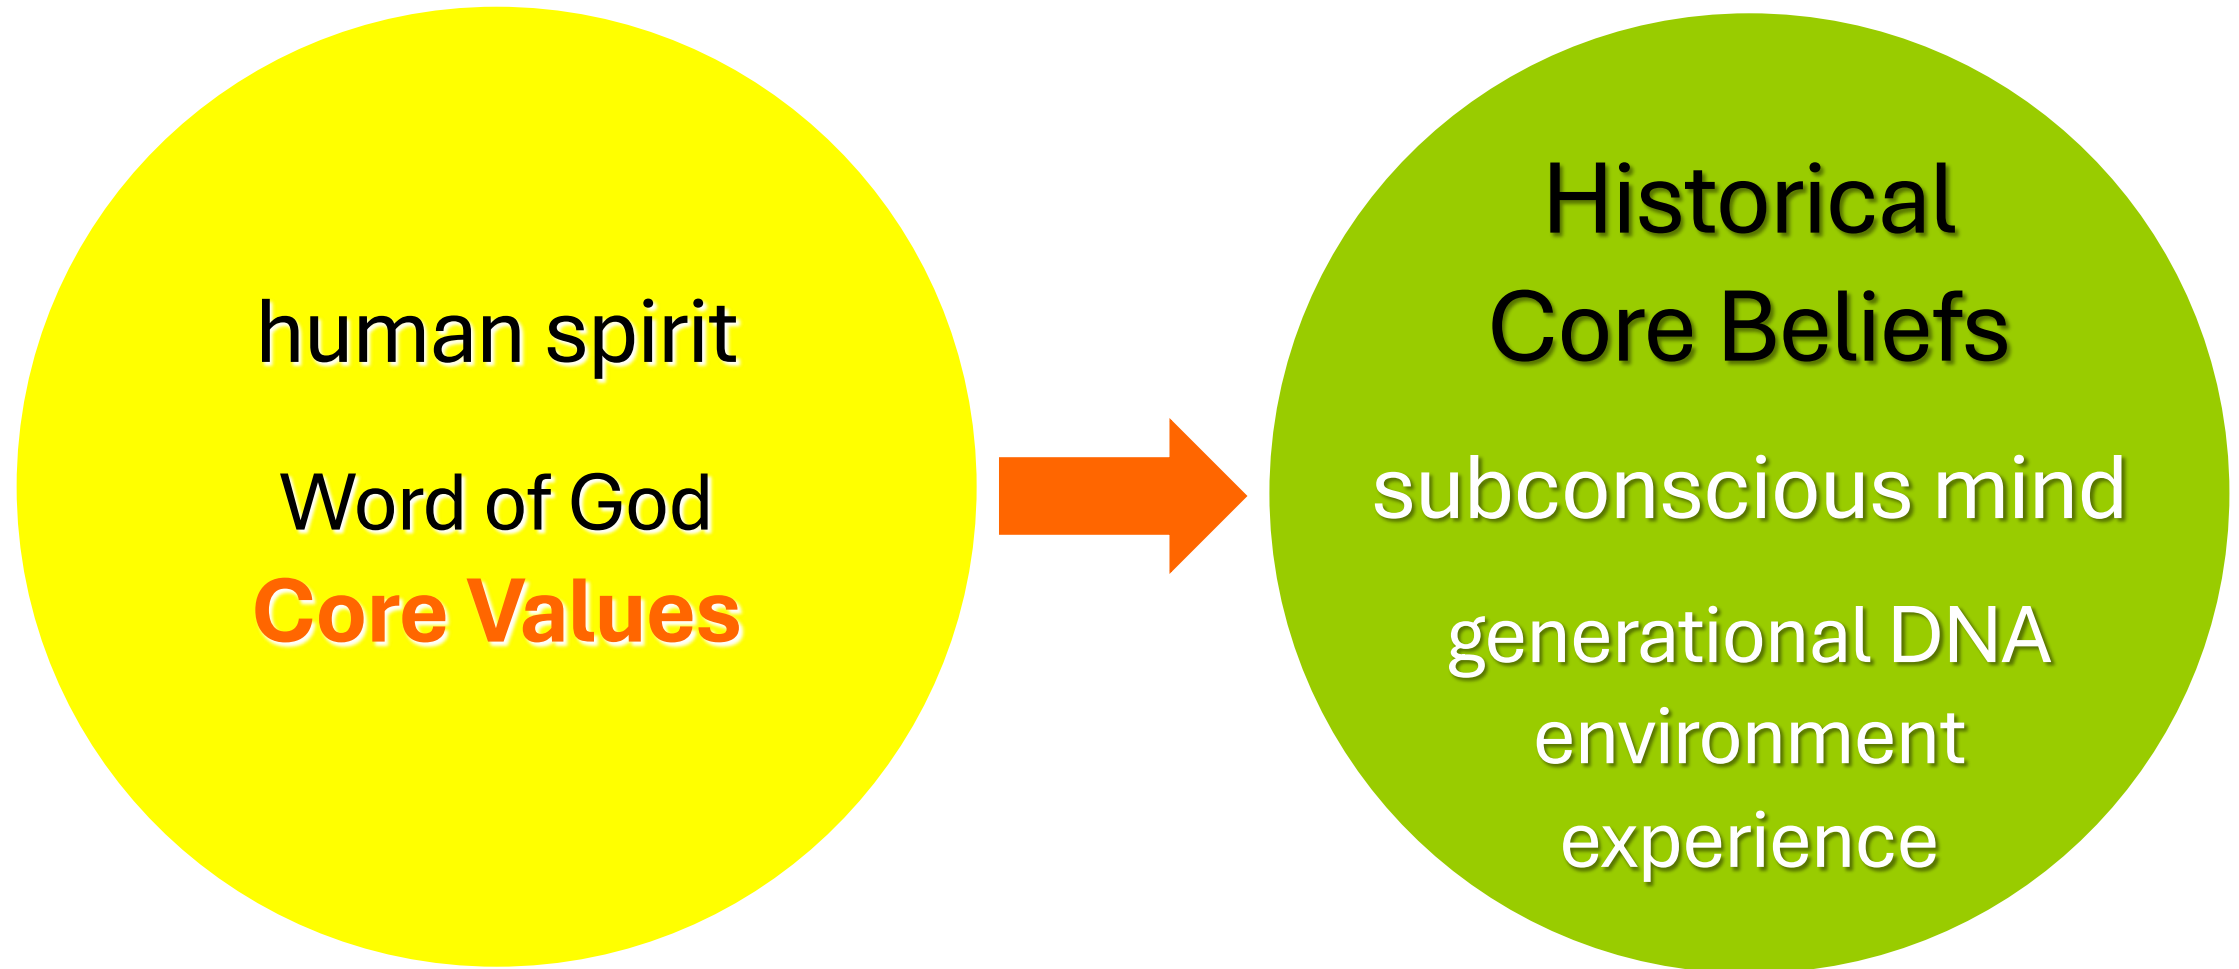 human spirit
Word of God
Core Values
Historical
Core Beliefs
subconscious mind
generational DNA
environment
experience